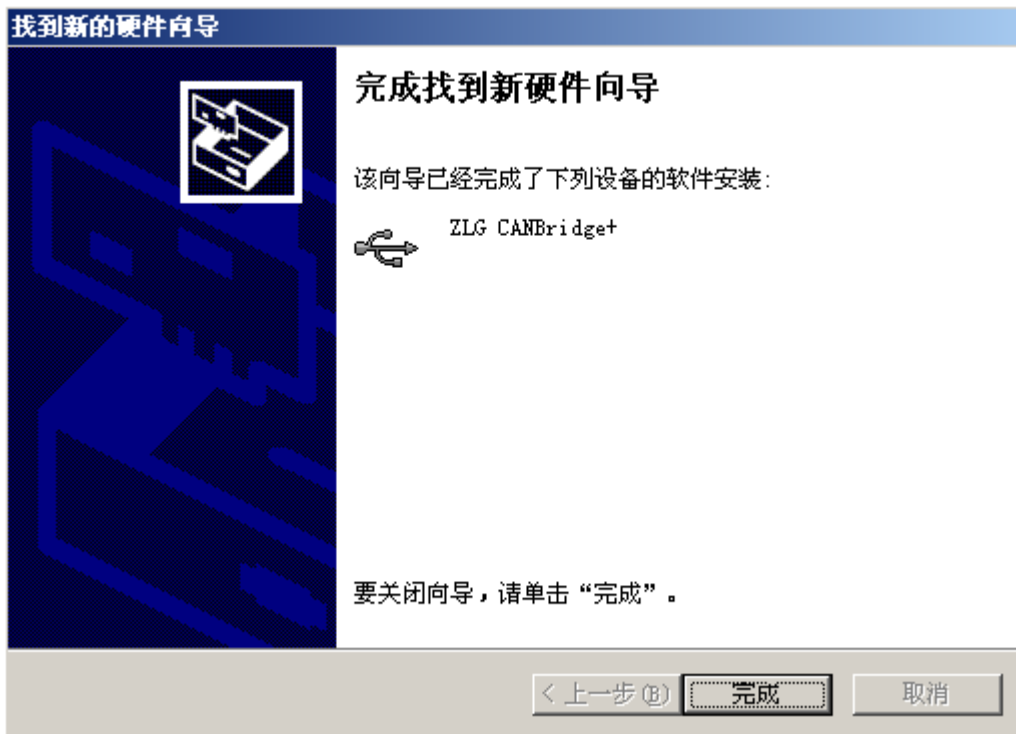 找到新的硬件向导
完成找到新硬件向导
该向导已经完成了下列设备的软件安装:
ZLG CANBridge+
要关闭向导，请单击“完成”。
< 上一步(B)
完成
取消